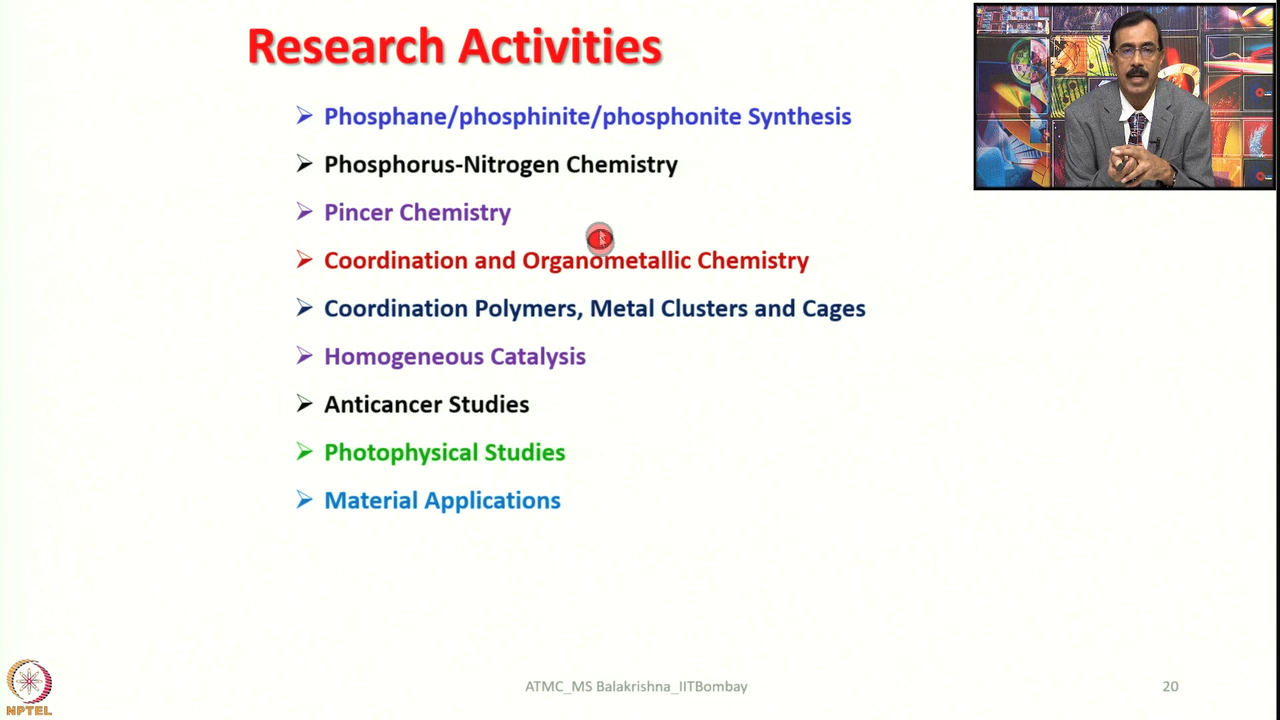 Research Activities
Phosphane/phosphinite/phosphonite Synthesis
Phosphorus-Nitrogen Chemistry
Pincer Chemistry
Coordination and Organometallic Chemistry
Coordination Polymers, Metal Clusters and Cages
Homogeneous Catalysis
Anticancer Studies
Photophysical Studies
Material Applications
NPTEL
ATMC_MS Balakrishna_IITBombay
20